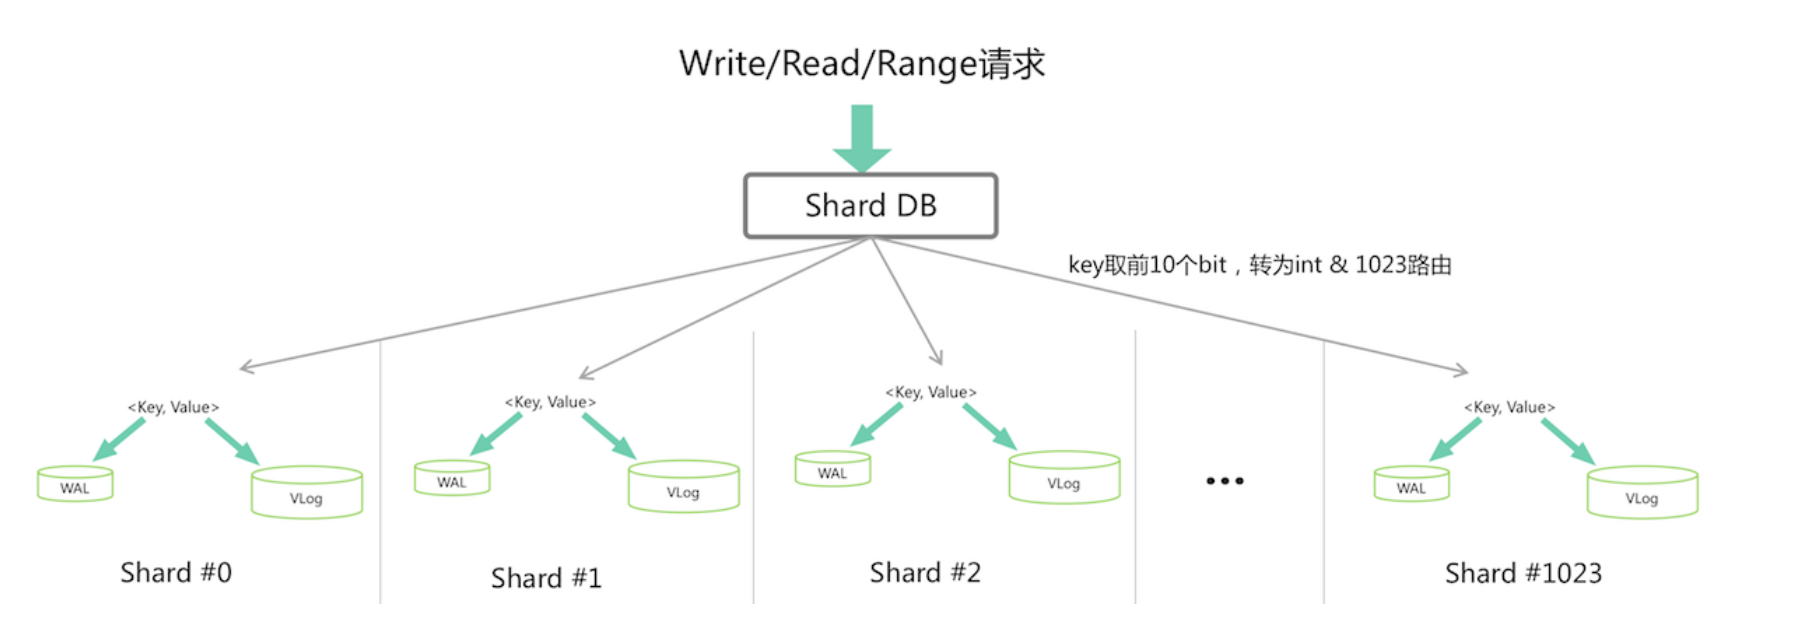 Write/Read/Range请求
Shard DB
key取前10个bit，转为int & 1023路由
<Key, Value>
WAL
VLog
Shard #0
<Key, Value>
WAL
VLog
Shard #1
<Key, Value>
WAL
VLog
Shard #2
...
<Key, Value>
WAL
VLog
Shard #1023